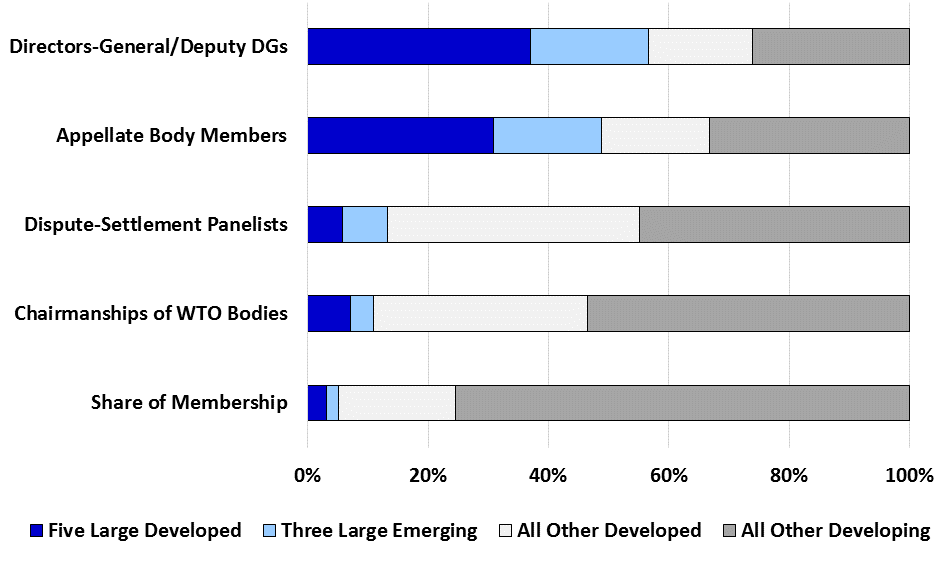 Directors-General/Deputy DGs
Appellate Body Members
Dispute-Settlement Panelists
Chairmanships of WTO Bodies
Share of Membership
0% 20% 40% 60% 80% 100%
Five Large Developed Three Large Emerging All Other Developed All Other Developing